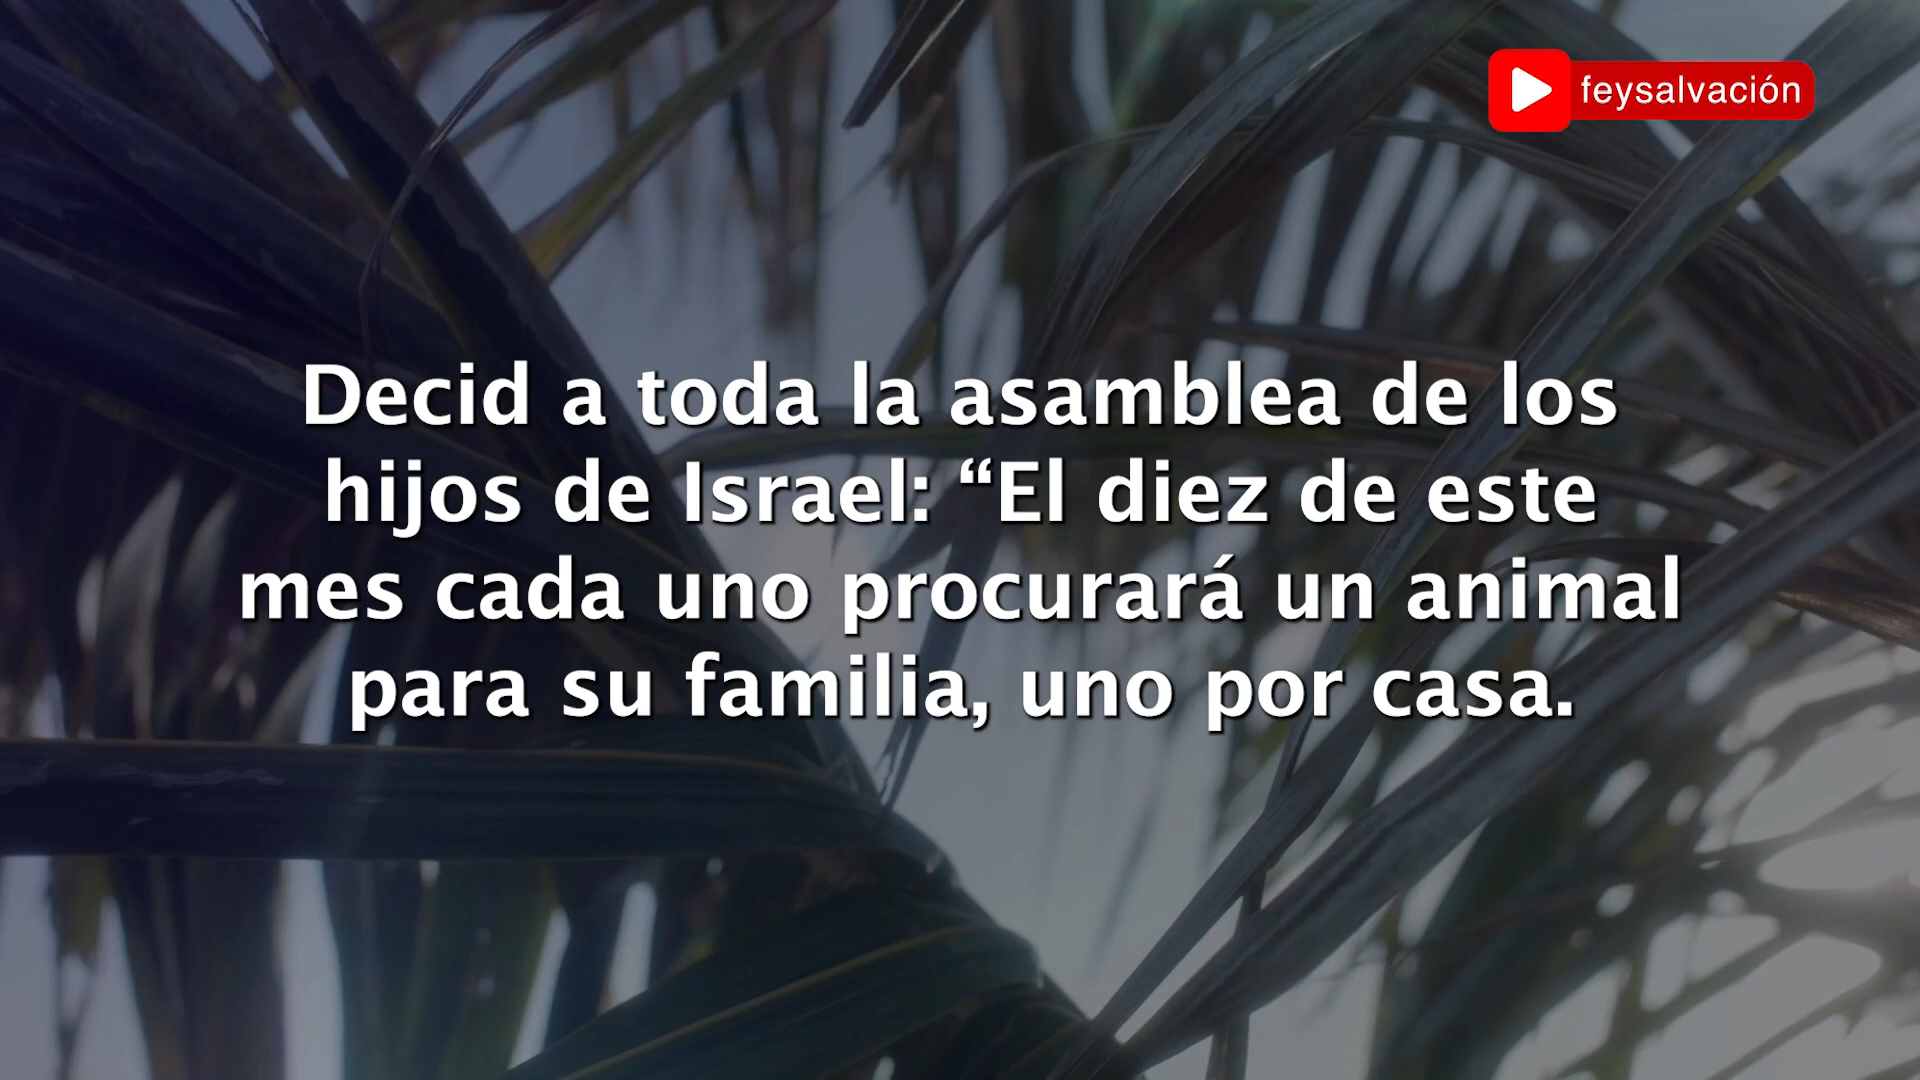 feysalvación
Decid a toda la asamblea de los
hijos de Israel: “El diez de este
mes cada uno procurará un animal
para su familia, uno por casa.